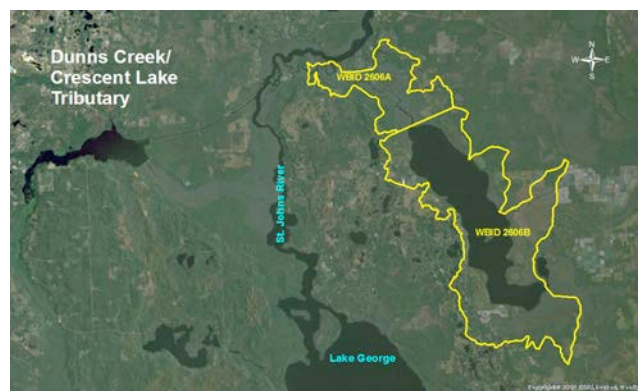 Dunns Creek/
Crescent Lake
Tributary
N
W E
S
WBID 2606A
St. Johns River
WBID 2606B
Lake George